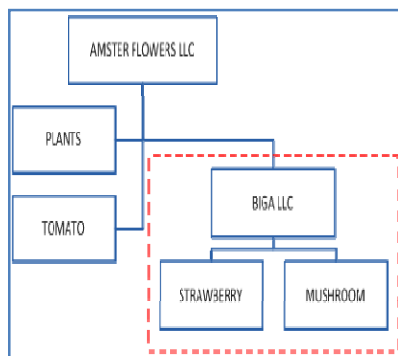 AMSTER FLOWERS LLC
PLANTS
BIGA LLC
TOMATO
STRAWBERRY
MUSHROOM